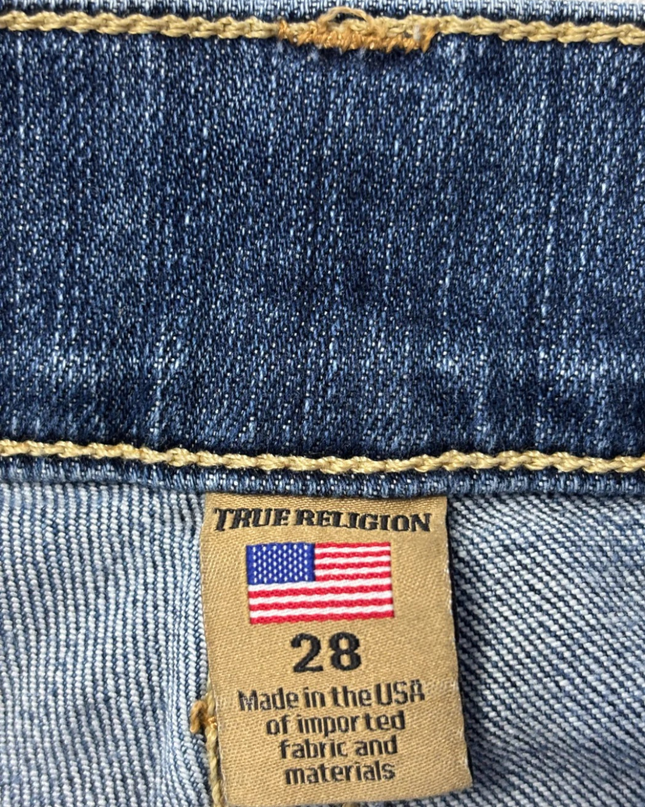 TRUE RELIGION
28
Made in the USA
of imported
fabric and
materials